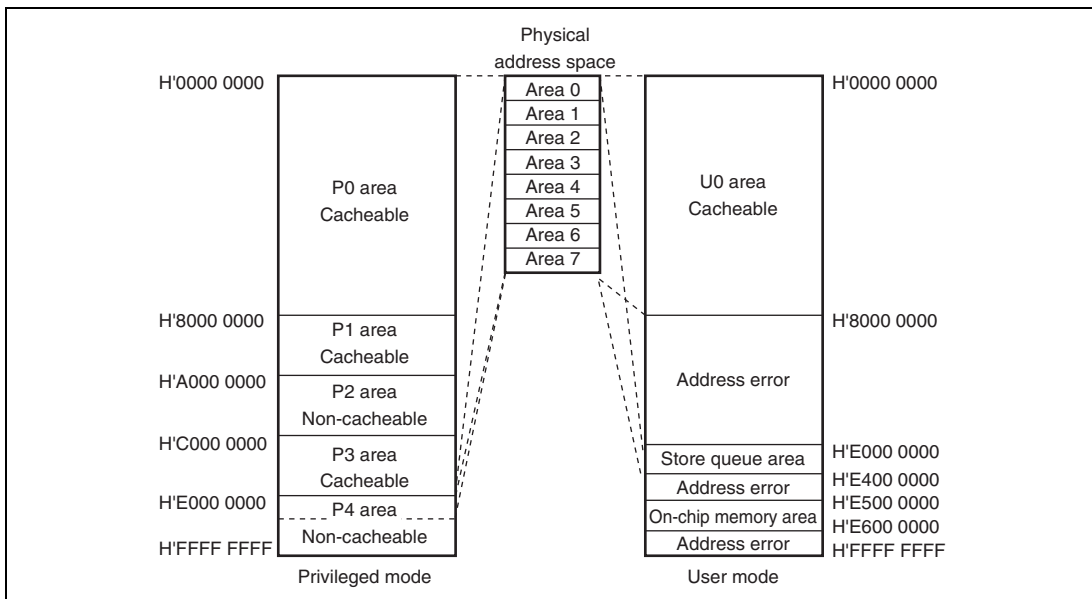 Physical
address space
H'0000 0000
P0 area
Cacheable
H'8000 0000
P1 area
Cacheable
H'A000 0000
P2 area
Non-cacheable
H'C000 0000
P3 area
Cacheable
H'E000 0000
P4 area
Non-cacheable
H'FFFF FFFF
Privileged mode
Area 0
Area 1
Area 2
Area 3
Area 4
Area 5
Area 6
Area 7
H'0000 0000
U0 area
Cacheable
H'8000 0000
Address error
H'E000 0000
Store queue area
H'E400 0000
Address error
H'E500 0000
On-chip memory area
H'E600 0000
Address error
H'FFFF FFFF
User mode